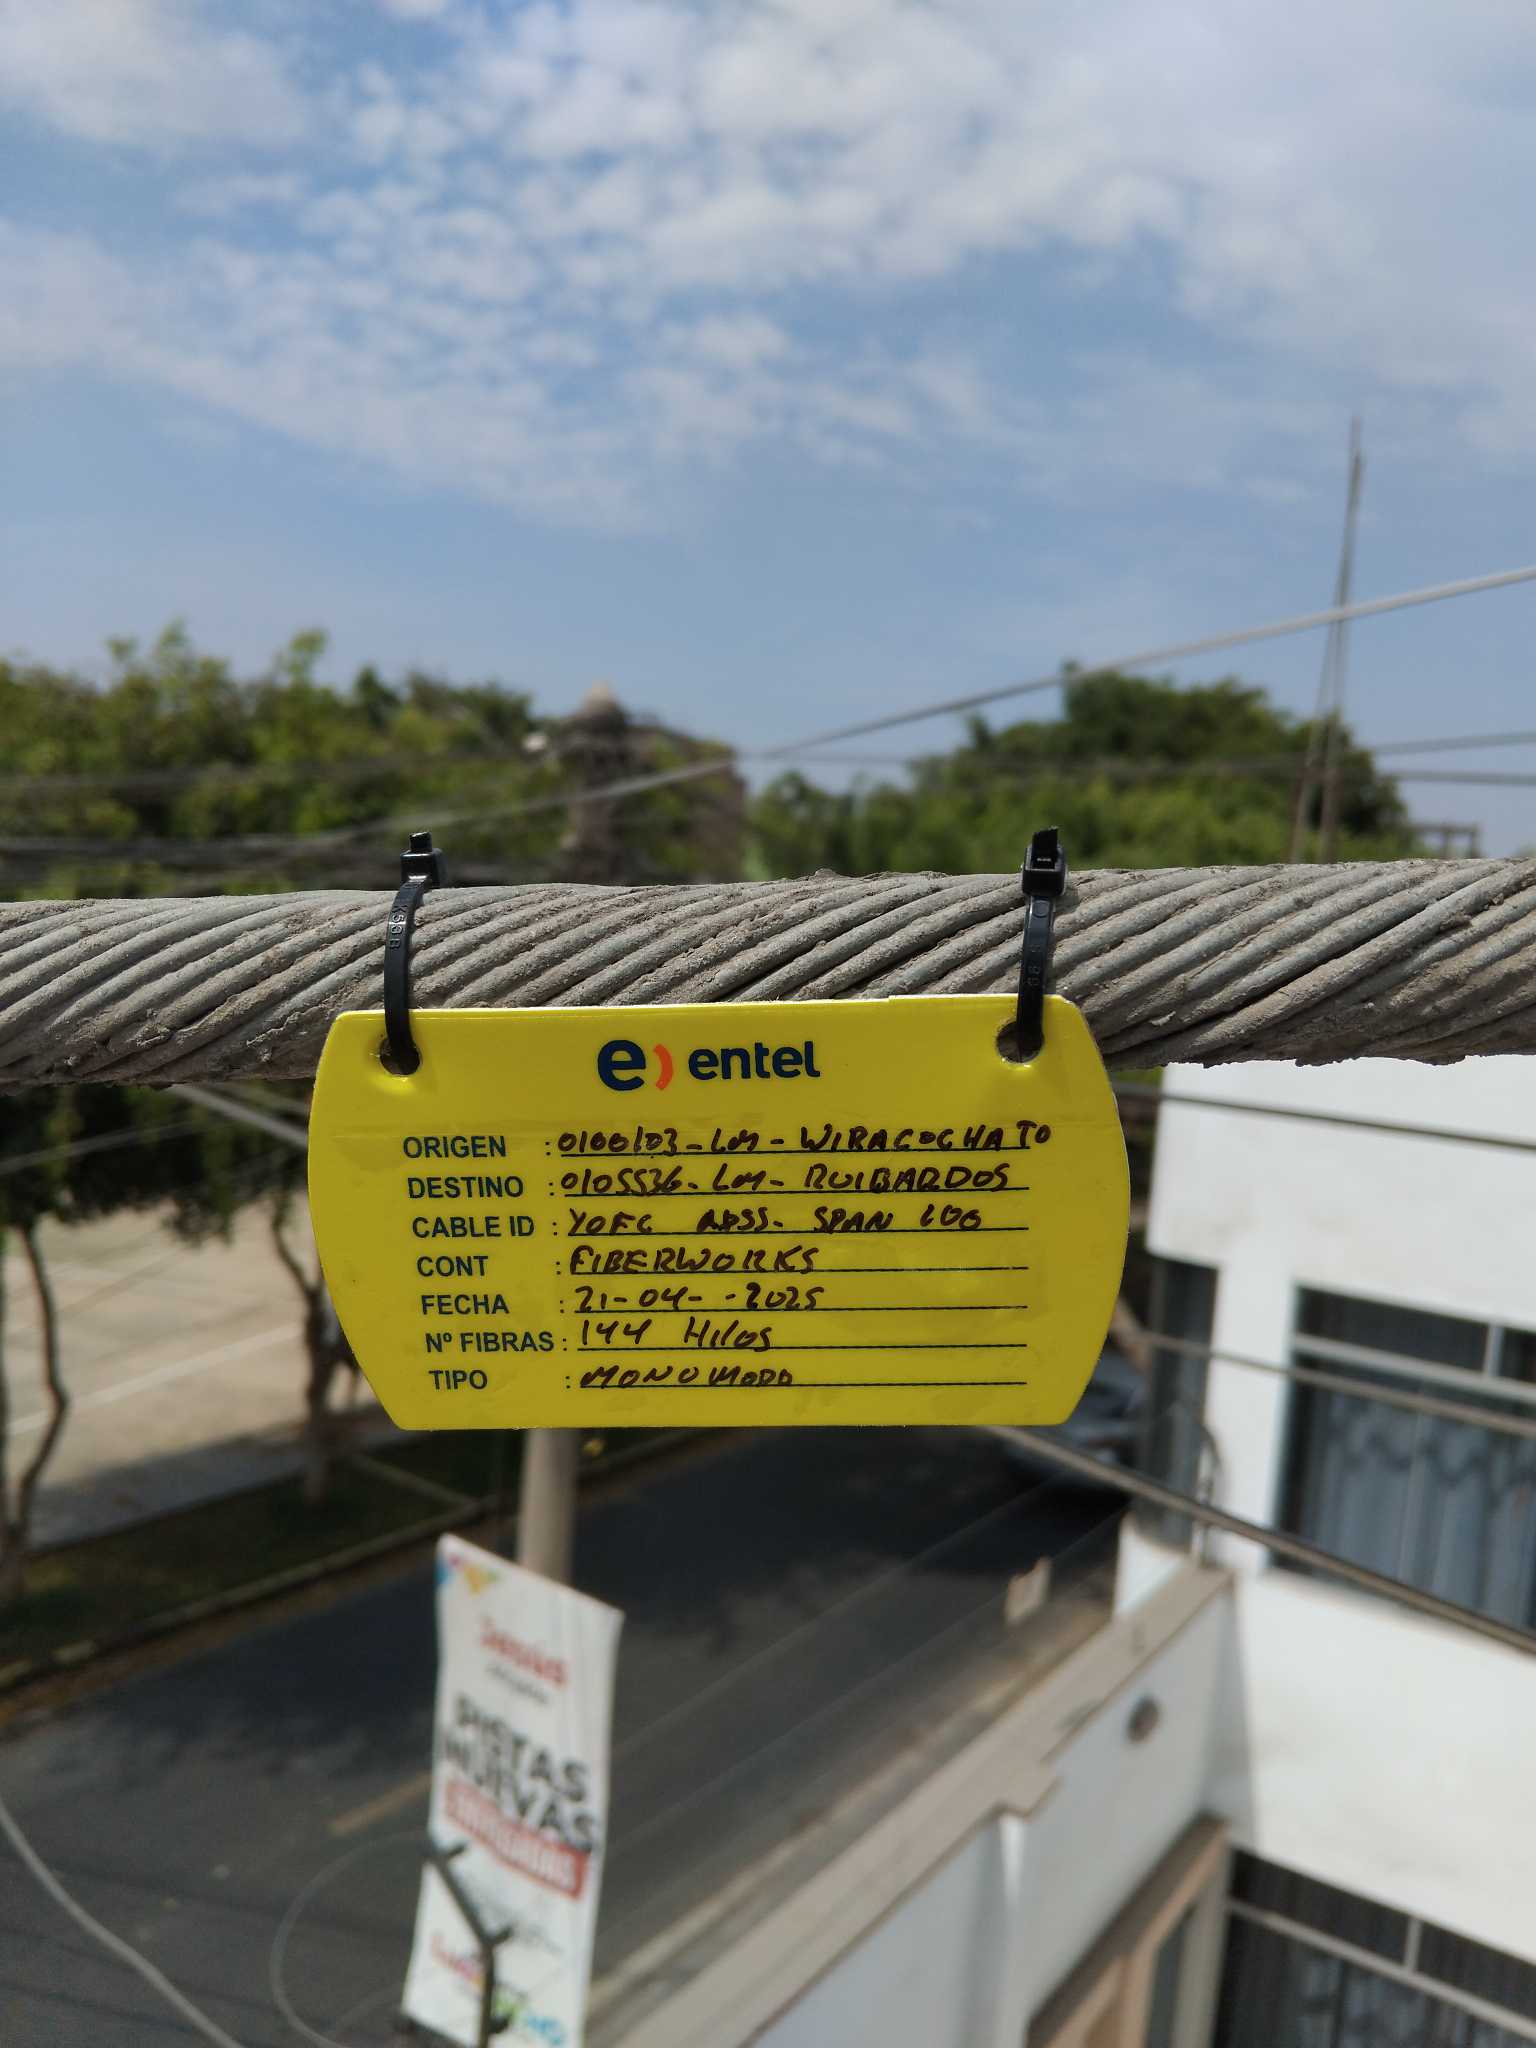 entel
ORIGEN : 0100103-LM-WIRACOCHA TO
DESTINO : 0105536-LM-RUIBARDOS
CABLE ID : YOFC ADSS- SPAN 100
CONT : FIBERWORKS
FECHA : 21-04--2025
Nº FIBRAS : 144 Hilos
TIPO : MONOMODO
PISTAS
NUEVAS